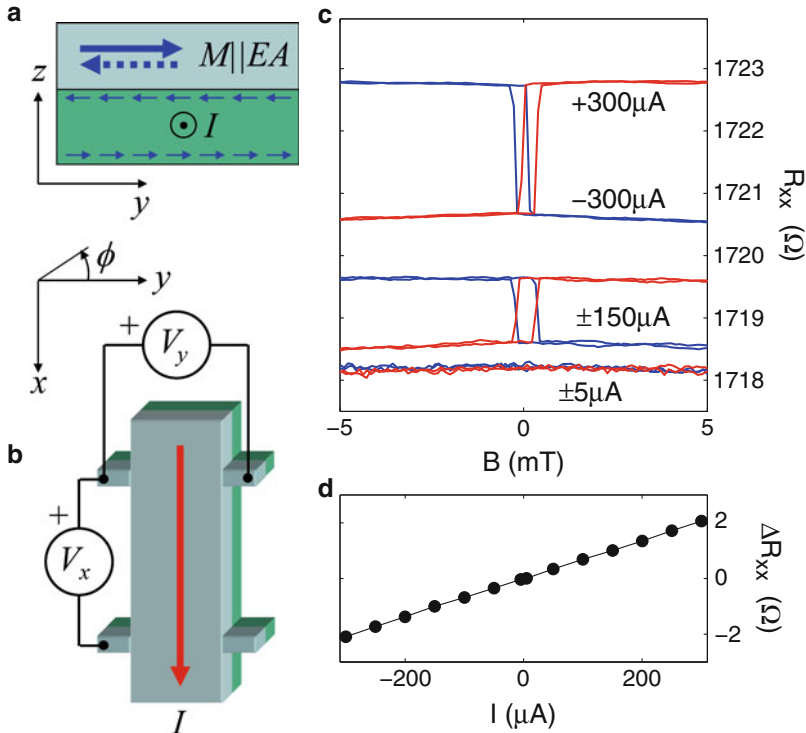 a
M||EA
z
I
y
ϕ
y
x
+
V_y
b
+
V_x
I
c
1723
+300μA
1722
−300μA
1721
1720
±150μA
1719
±5μA
1718
R_xx (Ω)
−5
0
5
B (mT)
d
2
0
−2
ΔR_xx (Ω)
−200
0
200
I (μA)